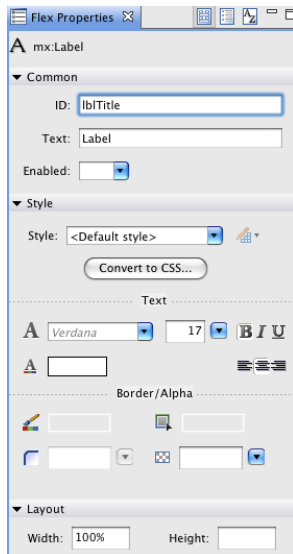 Flex Properties
A mx:Label
Common
ID: lblTitle
Text: Label
Enabled:
Style
Style: <Default style>
Convert to CSS...
Text
A Verdana 17 B I U
A
Border/Alpha
Layout
Width: 100% Height: